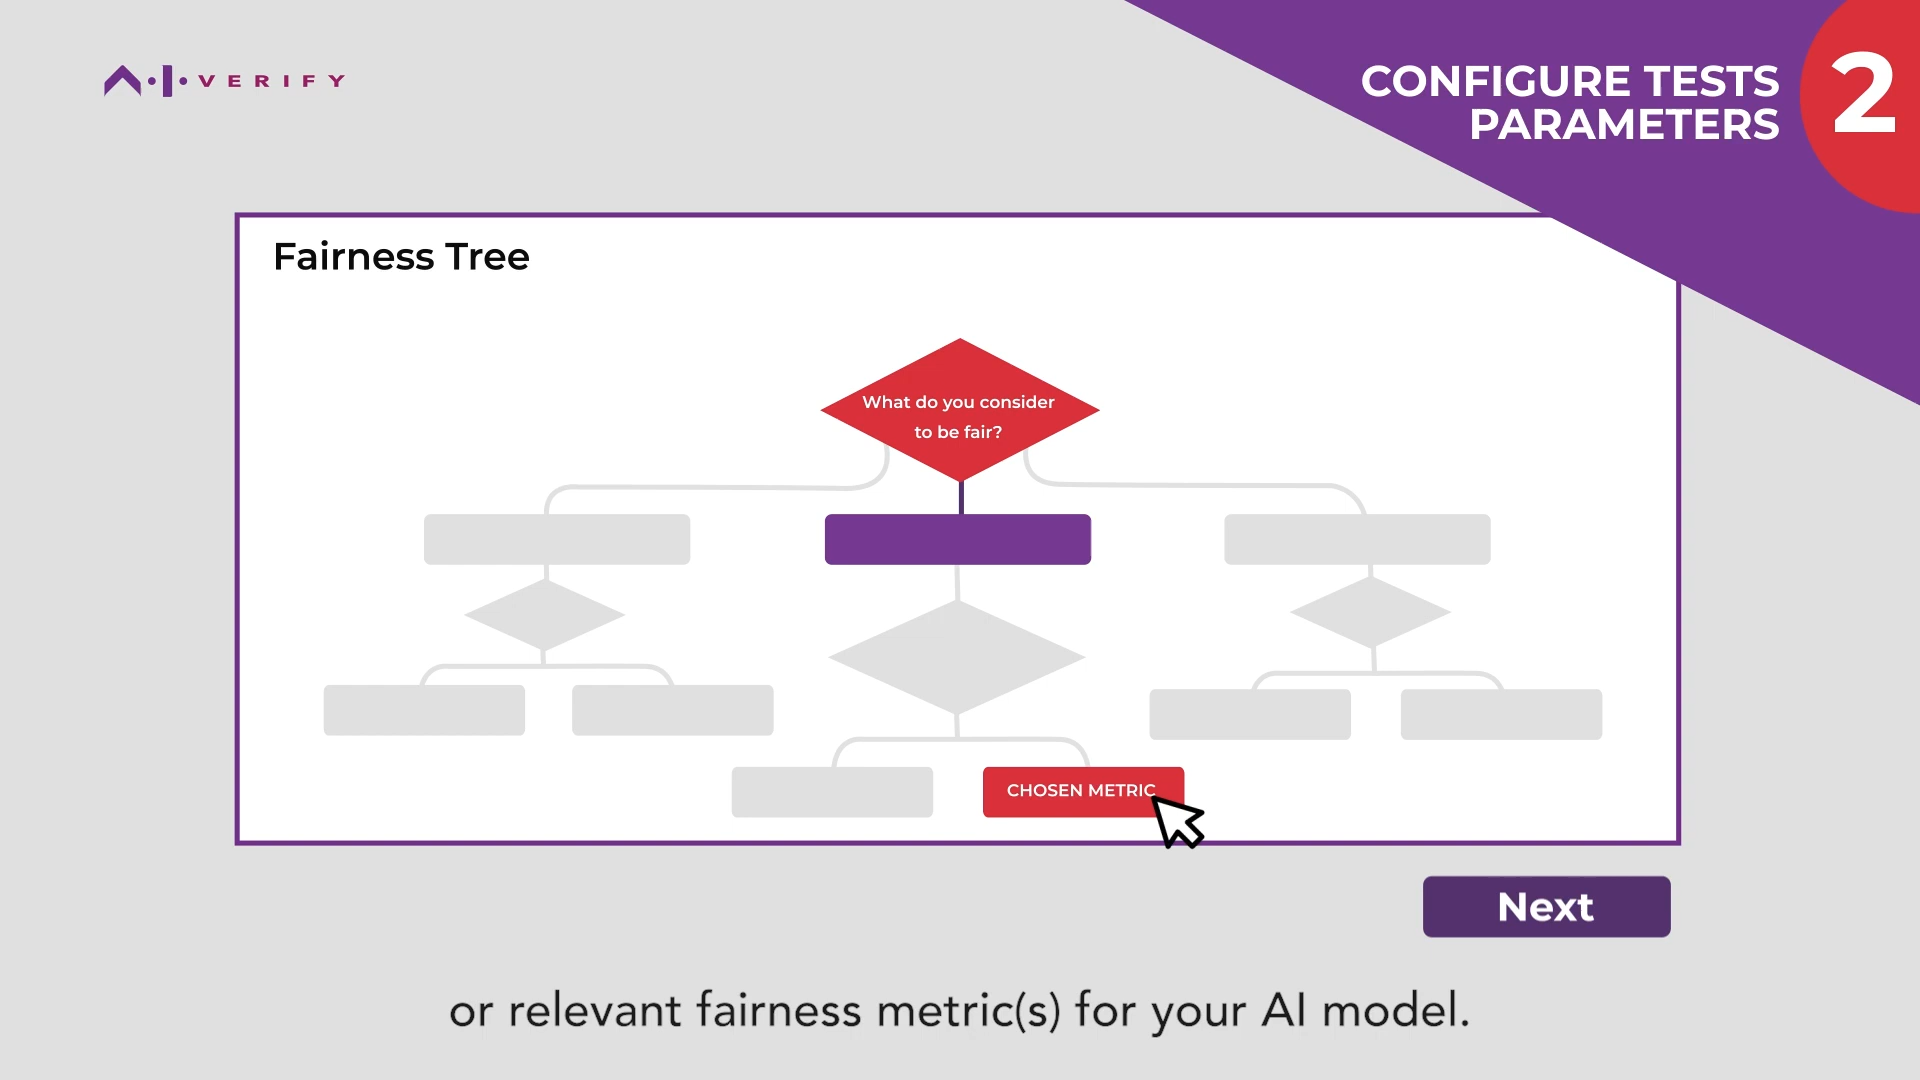 AI VERIFY
CONFIGURE TESTS
PARAMETERS
2
Fairness Tree
What do you consider
to be fair?
CHOSEN METRIC
Next
or relevant fairness metric(s) for your AI model.